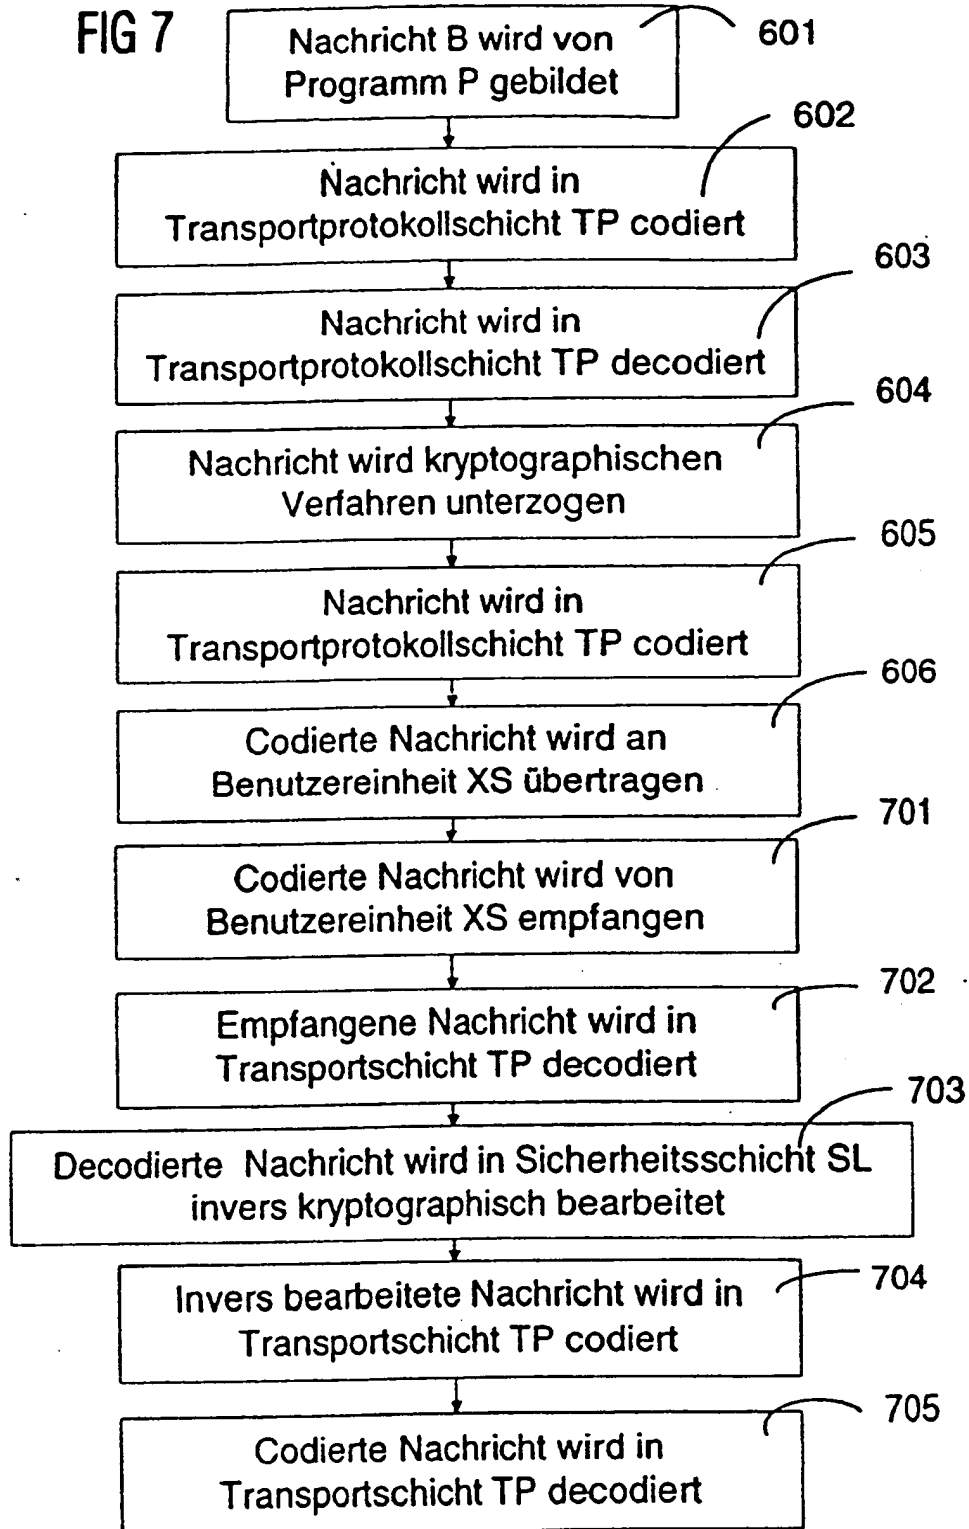 FIG 7
Nachricht B wird von
Programm P gebildet
601
Nachricht wird in
Transportprotokollschicht TP codiert
602
Nachricht wird in
Transportprotokollschicht TP decodiert
603
Nachricht wird kryptographischen
Verfahren unterzogen
604
Nachricht wird in
Transportprotokollschicht TP codiert
605
Codierte Nachricht wird an
Benutzereinheit XS übertragen
606
Codierte Nachricht wird von
Benutzereinheit XS empfangen
701
Empfangene Nachricht wird in
Transportschicht TP decodiert
702
Decodierte Nachricht wird in Sicherheitsschicht SL
invers kryptographisch bearbeitet
703
Invers bearbeitete Nachricht wird in
Transportschicht TP codiert
704
Codierte Nachricht wird in
Transportschicht TP decodiert
705